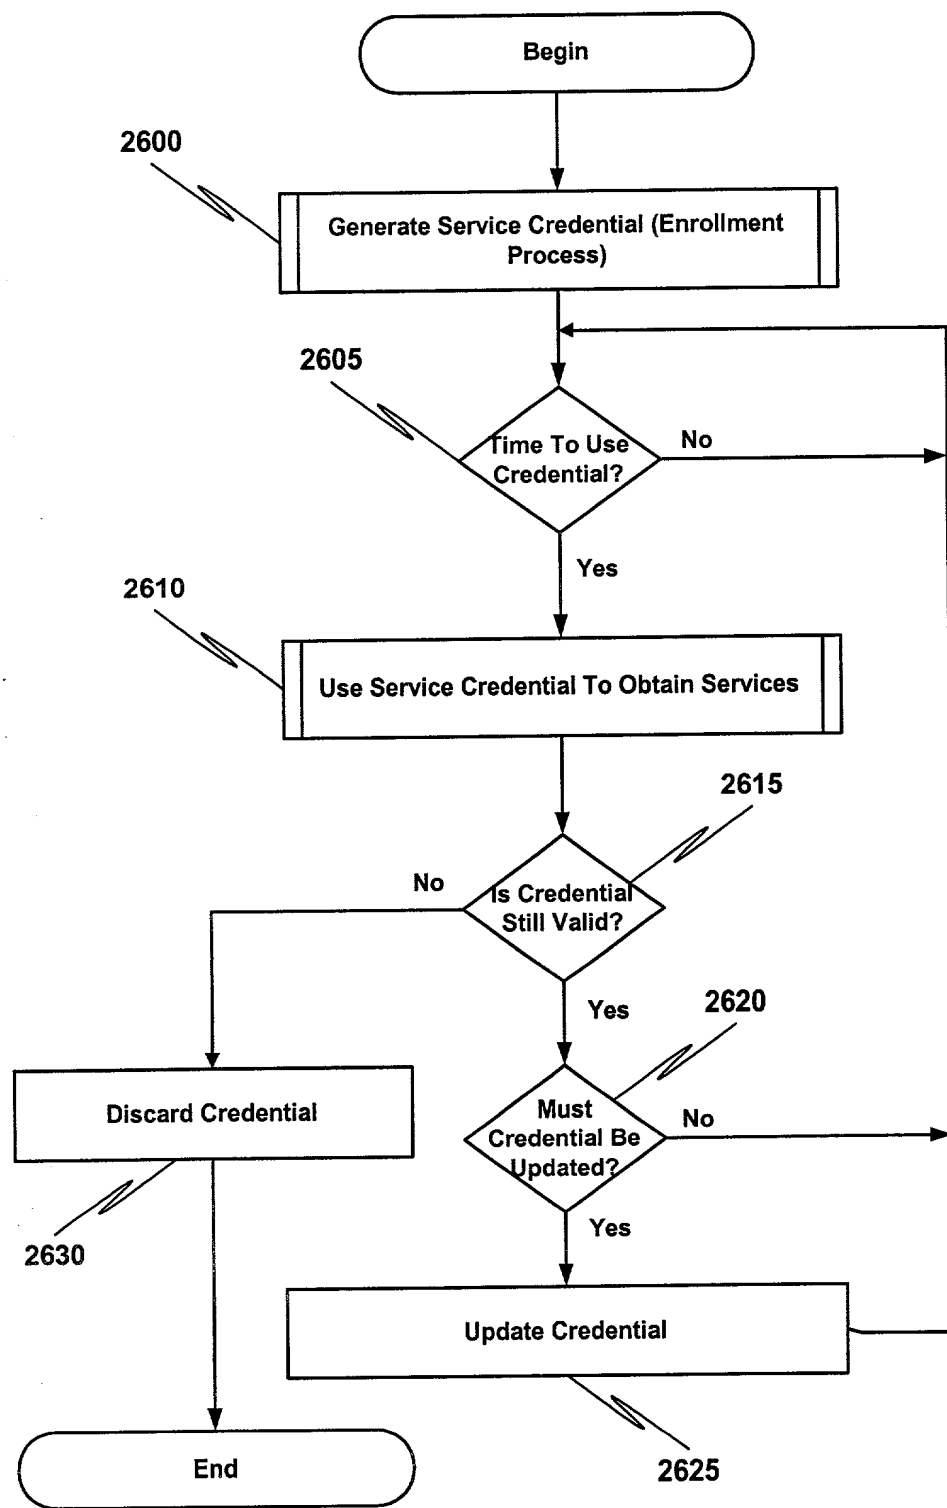 Begin
2600
Generate Service Credential (Enrollment
Process)
2605
Time To Use
Credential?
No
Yes
2610
Use Service Credential To Obtain Services
2615
No
Is Credential
Still Valid?
Yes
2620
Discard Credential
Must
Credential Be
Updated?
No
2630
Yes
Update Credential
End
2625